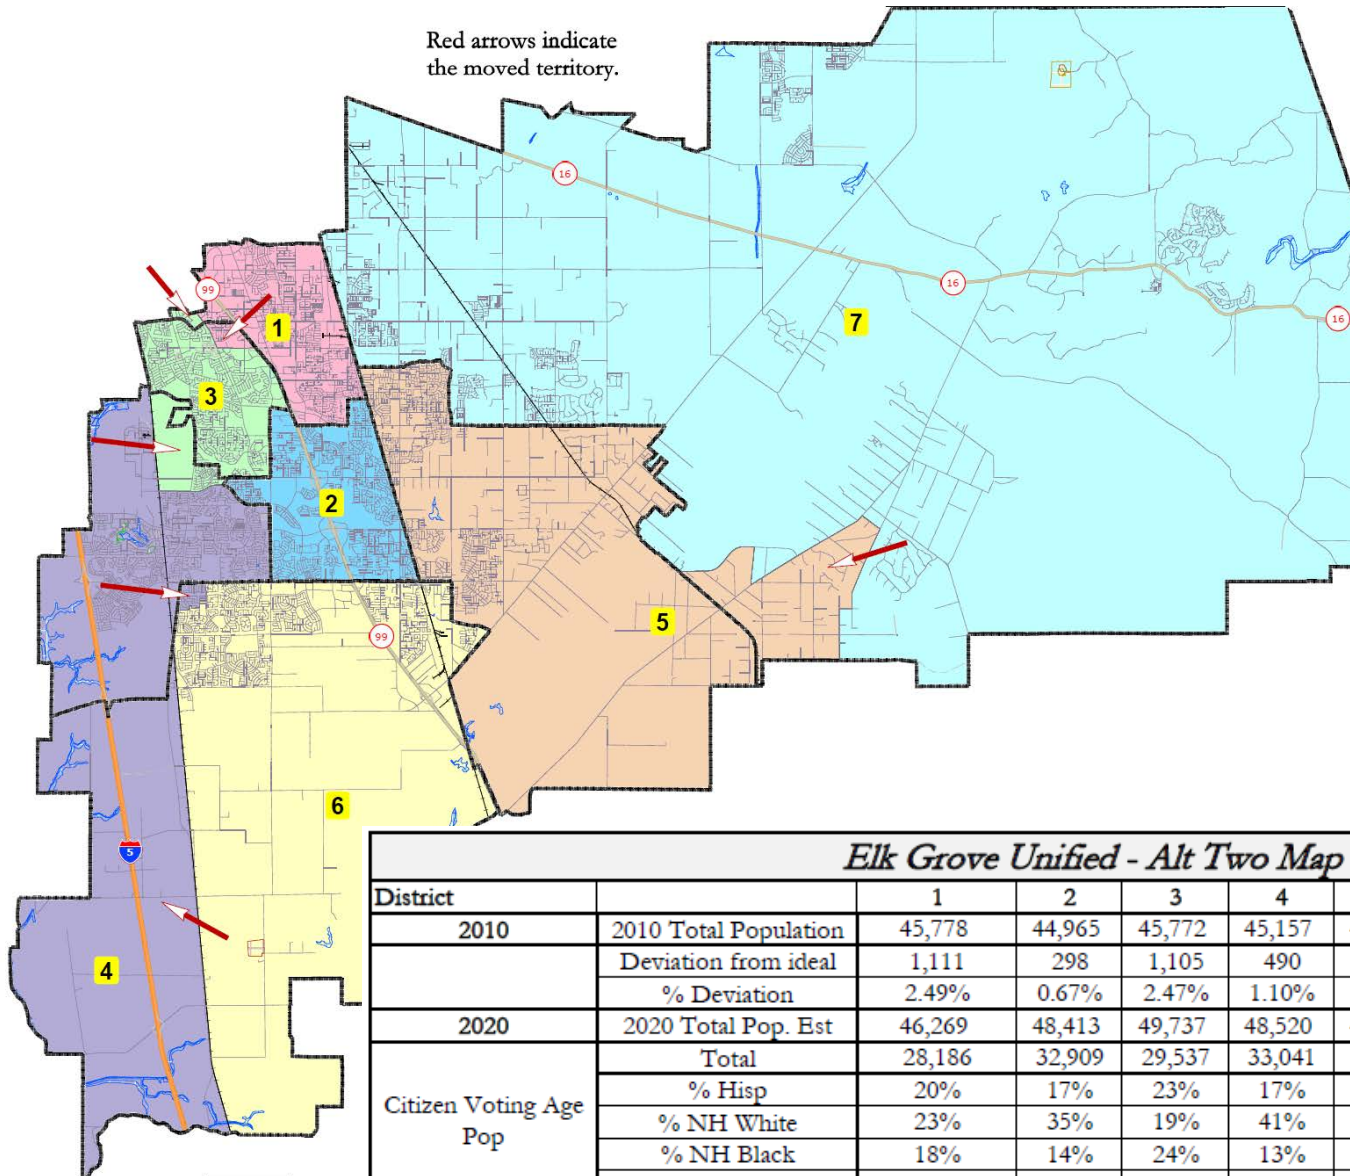 Red arrows indicate
the moved territory.
16
16
16
99
1
7
3
2
5
99
6
5
4
Elk Grove Unified - Alt Two Map
District 1 2 3 4
2010 2010 Total Population 45,778 44,965 45,772 45,157
Deviation from ideal 1,111 298 1,105 490
% Deviation 2.49% 0.67% 2.47% 1.10%
2020 2020 Total Pop. Est 46,269 48,413 49,737 48,520
Citizen Voting Age
Pop
Total 28,186 32,909 29,537 33,041
% Hisp 20% 17% 23% 17%
% NH White 23% 35% 19% 41%
% NH Black 18% 14% 24% 13%